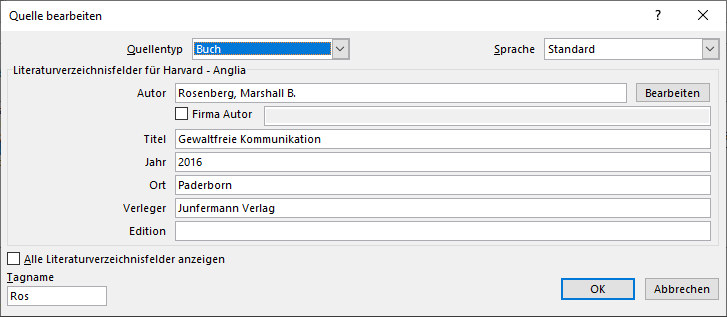 Quelle bearbeiten ?
Quellentyp Buch Sprache Standard
Literaturverzeichnisfelder für Harvard - Anglia
Autor Rosenberg, Marshall B. Bearbeiten
Firma Autor
Titel Gewaltfreie Kommunikation
Jahr 2016
Ort Paderborn
Verleger Junfermann Verlag
Edition
Alle Literaturverzeichnisfelder anzeigen
Tagname
Ros OK Abbrechen